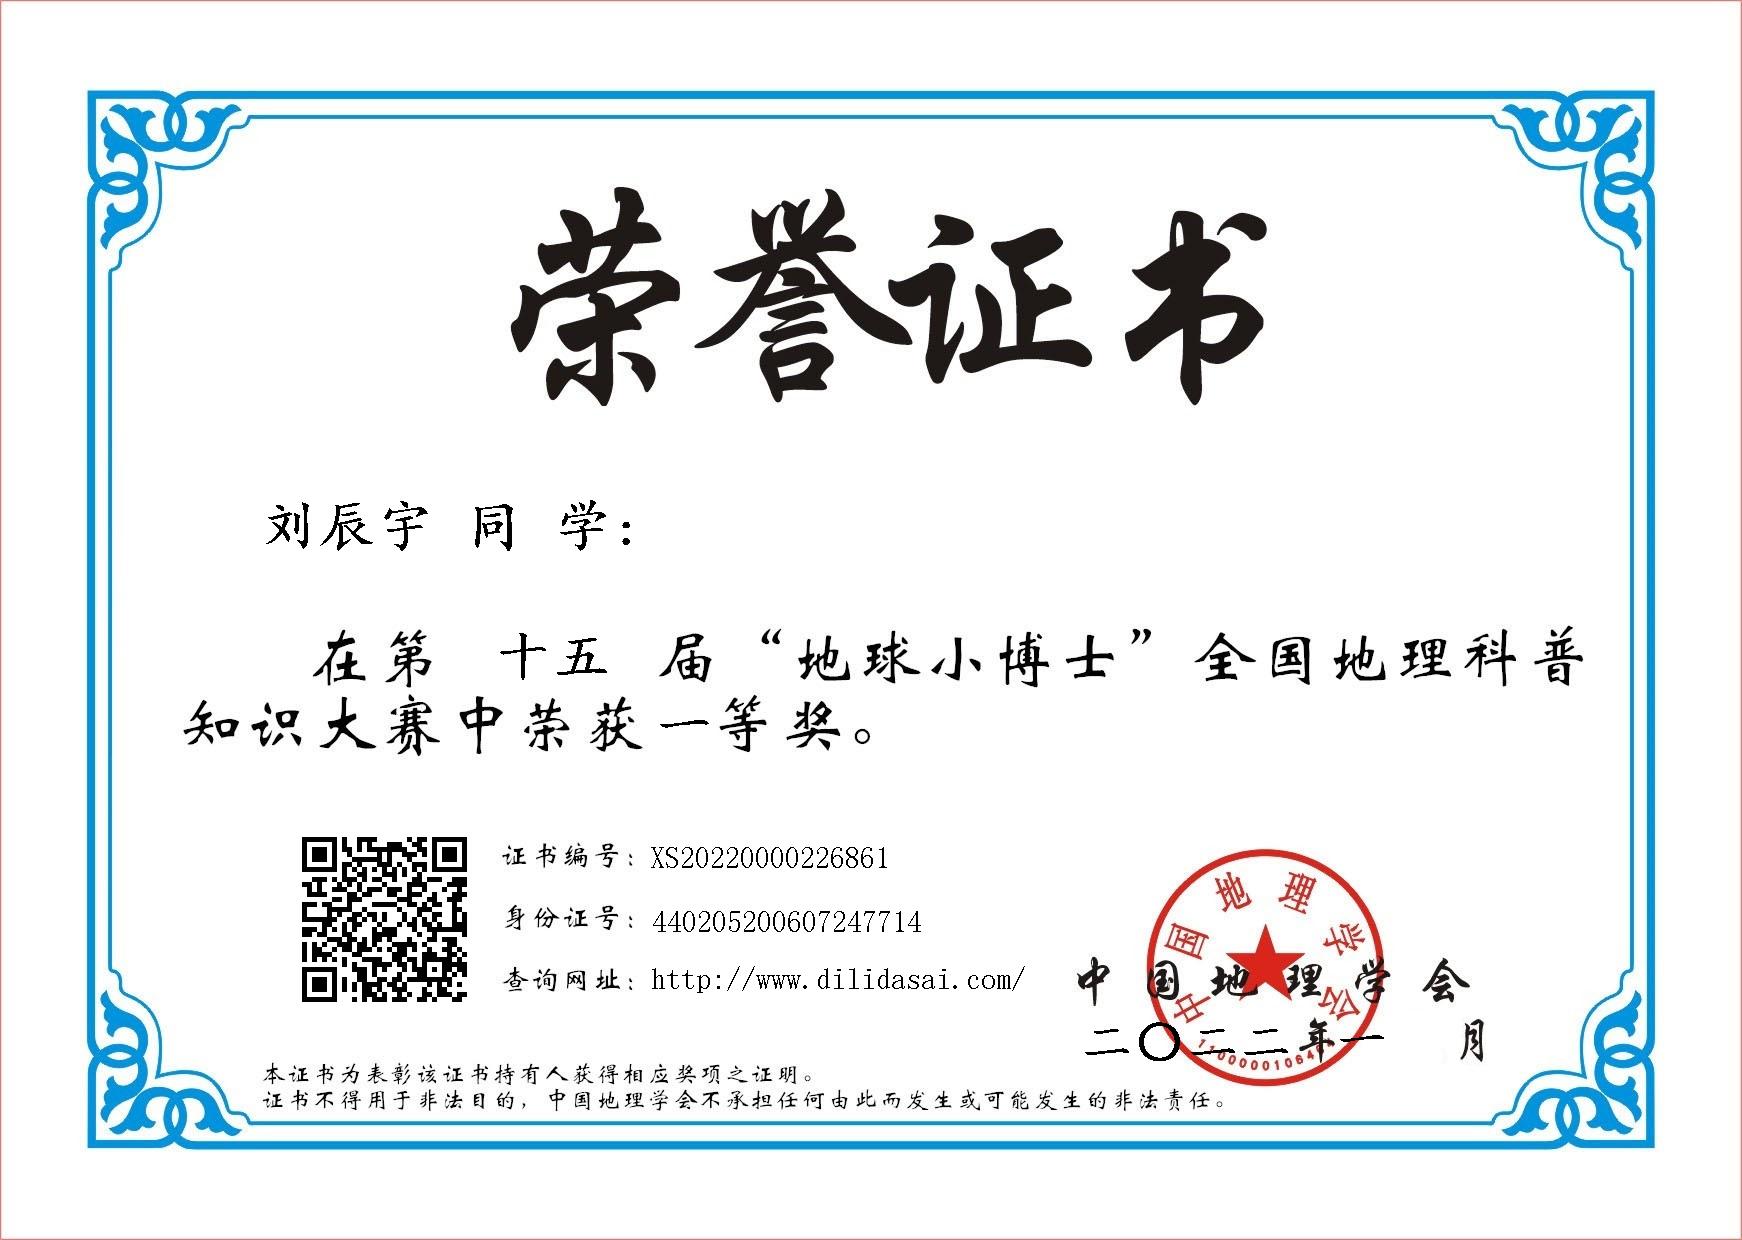 荣誉证书
刘辰宇 同 学：
在第 十五 届“地球小博士”全国地理科普
知识大赛中荣获一等奖。
证书编号：XS20220000226861
身份证号：440205200607247714
查询网址：http://www.dilidasai.com/
中国地理学会
中国地理学会
二〇二二年一 月
本证书为表彰该证书持有人获得相应奖项之证明。
证书不得用于非法目的，中国地理学会不承担任何由此而发生或可能发生的非法责任。